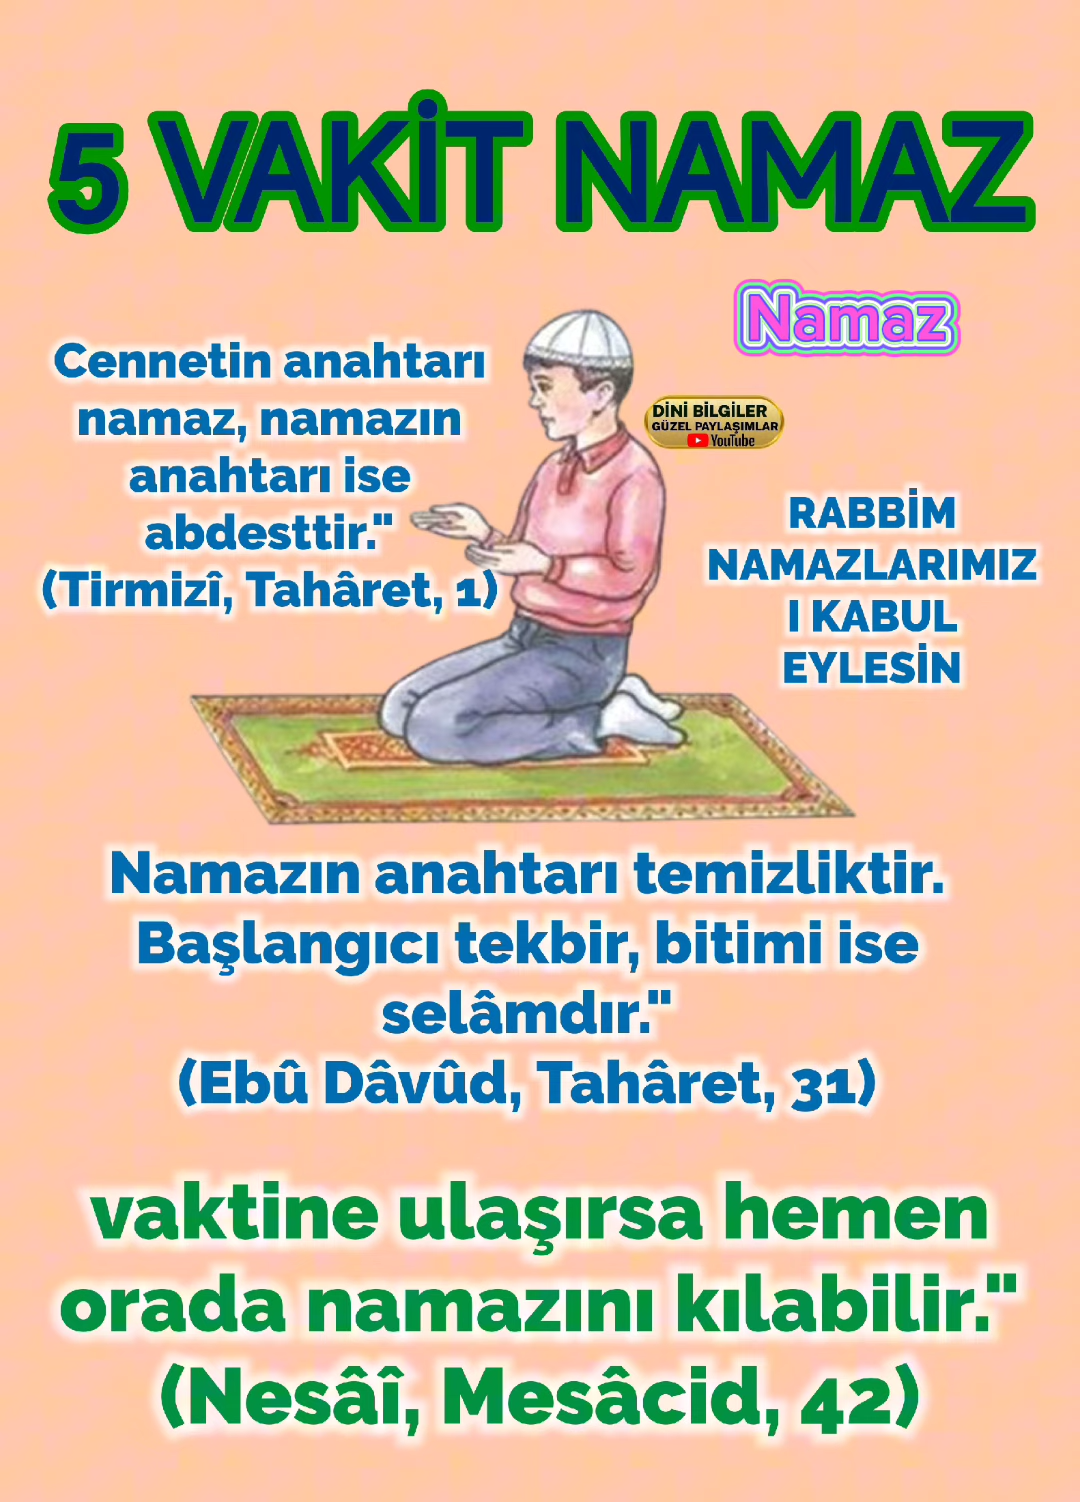 5 VAKİT NAMAZ
Namaz
Cennetin anahtarı
namaz, namazın
anahtarı ise
abdesttir."
(Tirmizî, Tahâret, 1)
DİNİ BİLGİLER
GÜZEL PAYLAŞIMLAR
YouTube
RABBİM
NAMAZLARIMIZ
I KABUL
EYLESİN
Namazın anahtarı temizliktir.
Başlangıcı tekbir, bitimi ise
selâmdır."
(Ebû Dâvûd, Tahâret, 31)
vaktine ulaşırsa hemen
orada namazını kılabilir."
(Nesâî, Mesâcid, 42)